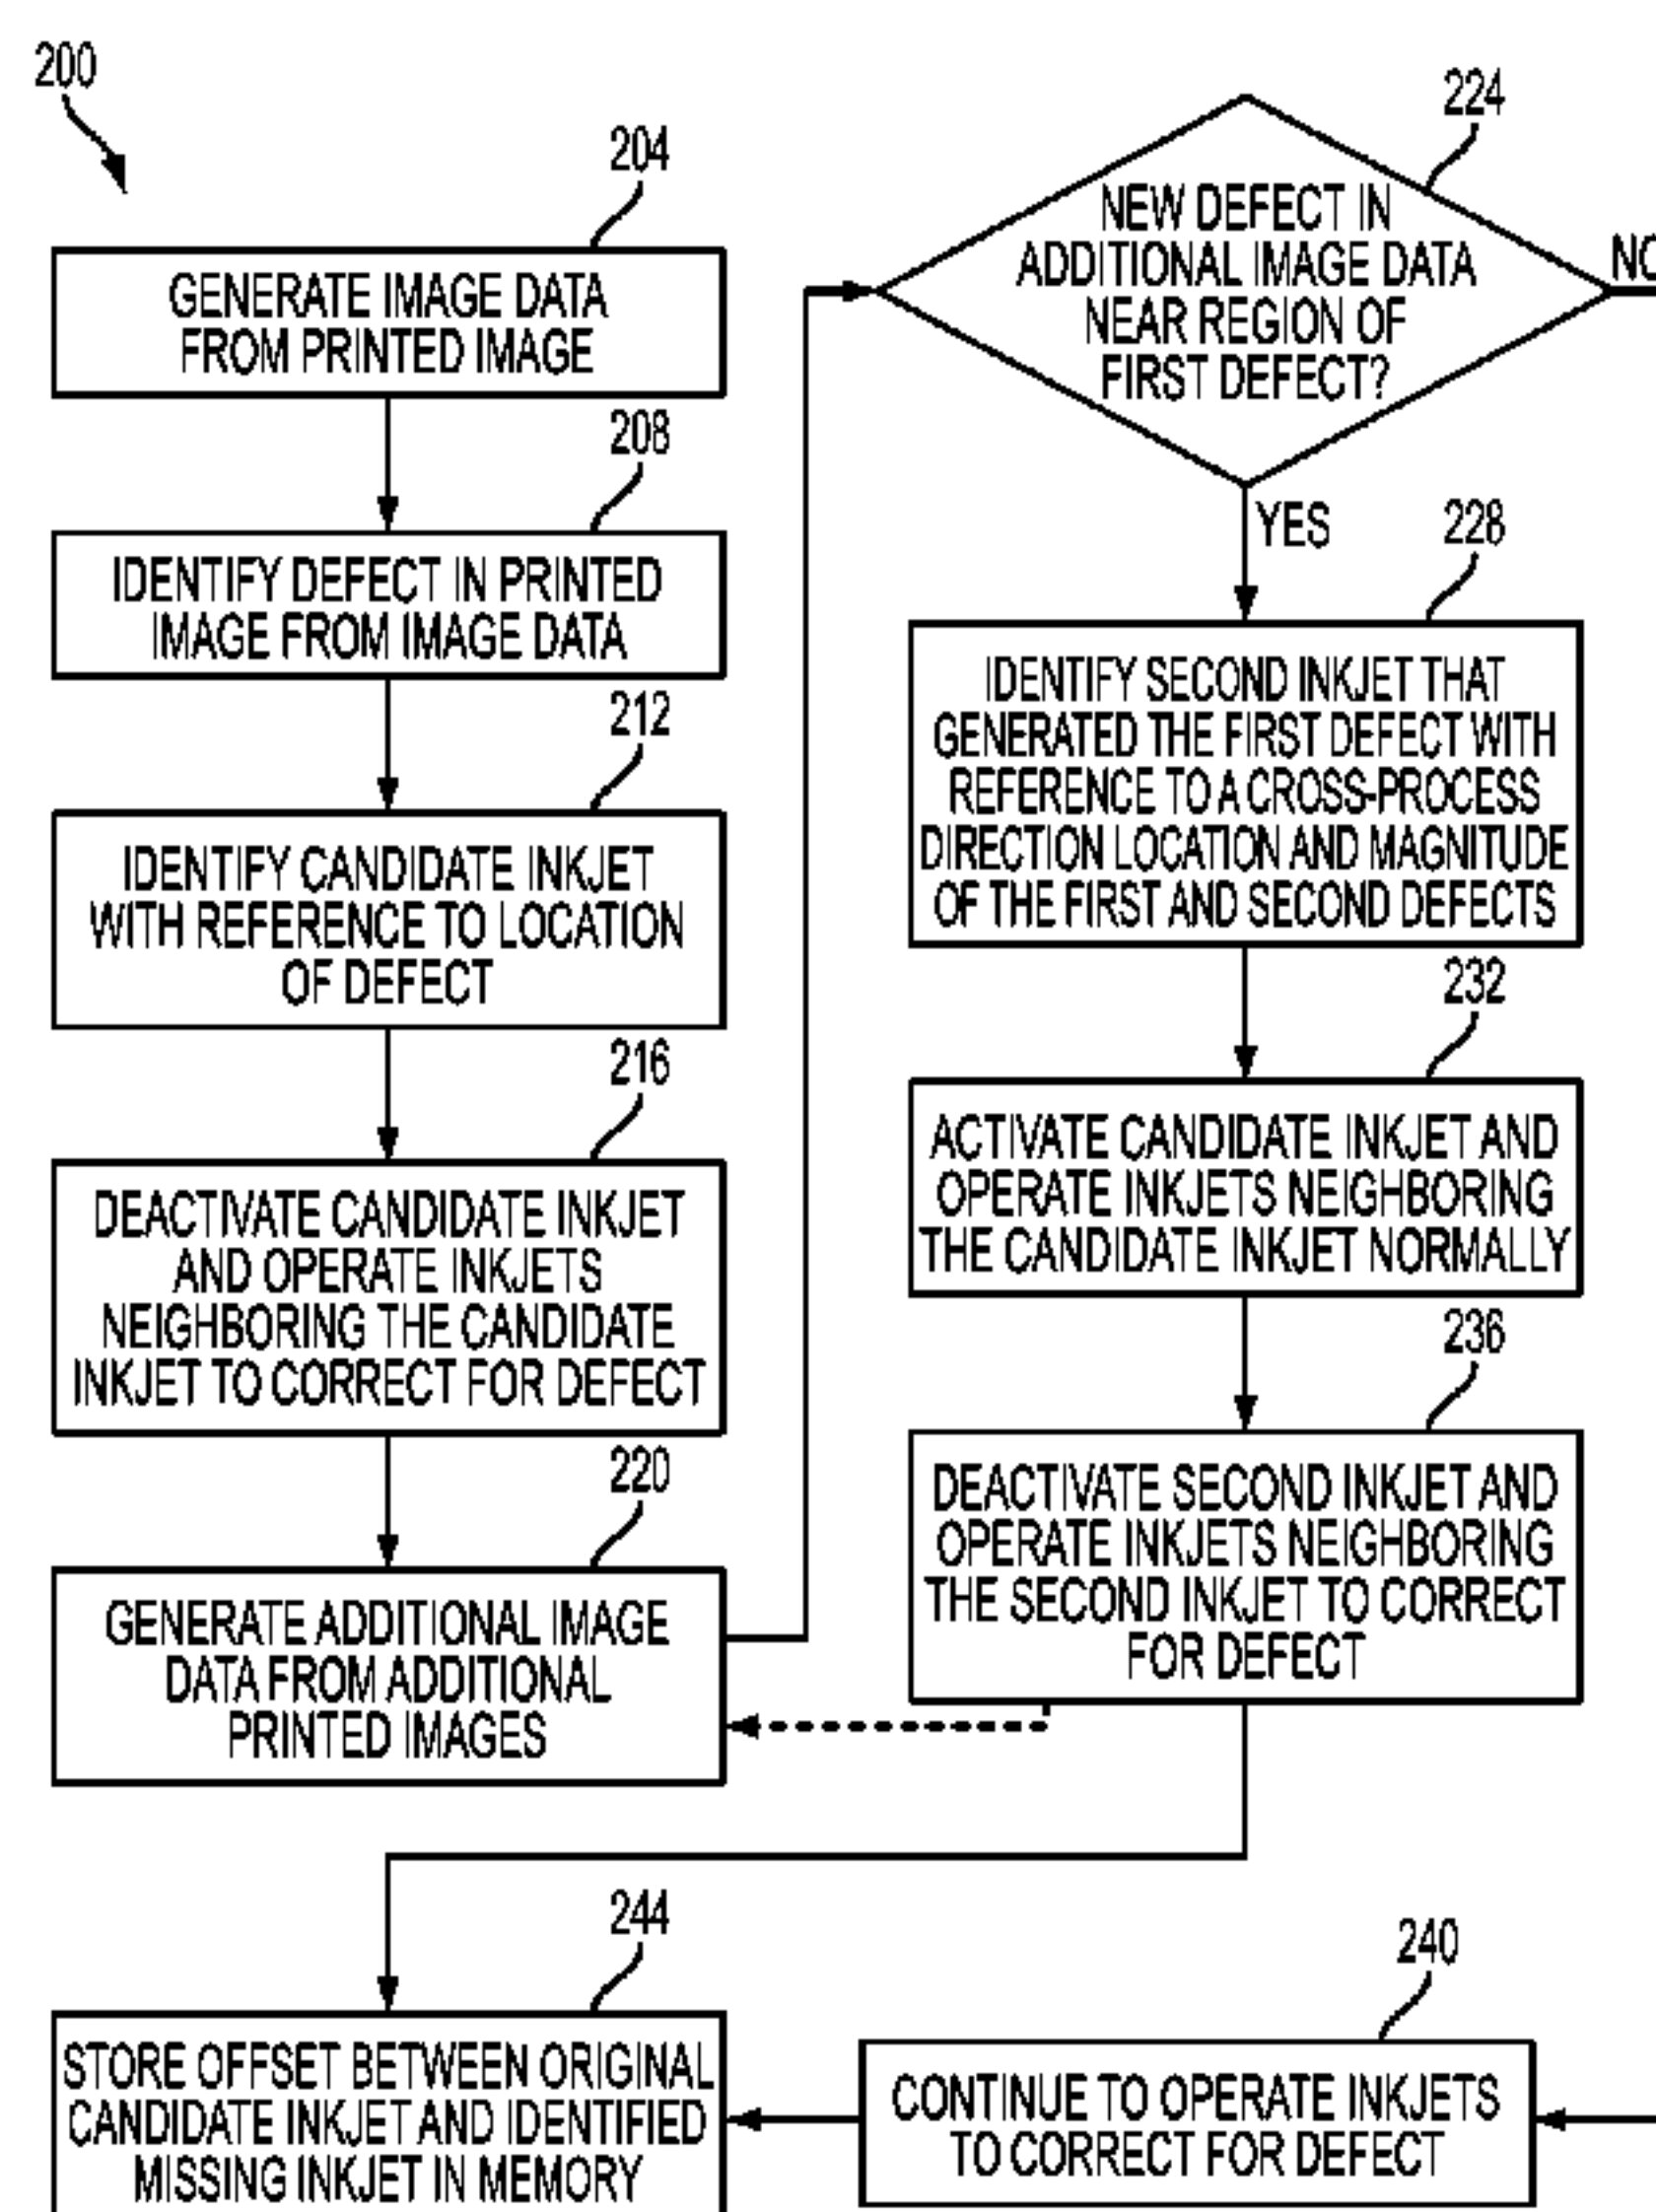 200
204
GENERATE IMAGE DATA
FROM PRINTED IMAGE
208
IDENTIFY DEFECT IN PRINTED
IMAGE FROM IMAGE DATA
212
IDENTIFY CANDIDATE INKJET
WITH REFERENCE TO LOCATION
OF DEFECT
216
DEACTIVATE CANDIDATE INKJET
AND OPERATE INKJETS
NEIGHBORING THE CANDIDATE
INKJET TO CORRECT FOR DEFECT
220
GENERATE ADDITIONAL IMAGE
DATA FROM ADDITIONAL
PRINTED IMAGES
224
NEW DEFECT IN
ADDITIONAL IMAGE DATA
NEAR REGION OF
FIRST DEFECT?
NO
YES
228
IDENTIFY SECOND INKJET THAT
GENERATED THE FIRST DEFECT WITH
REFERENCE TO A CROSS-PROCESS
DIRECTION LOCATION AND MAGNITUDE
OF THE FIRST AND SECOND DEFECTS
232
ACTIVATE CANDIDATE INKJET AND
OPERATE INKJETS NEIGHBORING
THE CANDIDATE INKJET NORMALLY
236
DEACTIVATE SECOND INKJET AND
OPERATE INKJETS NEIGHBORING
THE SECOND INKJET TO CORRECT
FOR DEFECT
240
CONTINUE TO OPERATE INKJETS
TO CORRECT FOR DEFECT
244
STORE OFFSET BETWEEN ORIGINAL
CANDIDATE INKJET AND IDENTIFIED
MISSING INKJET IN MEMORY